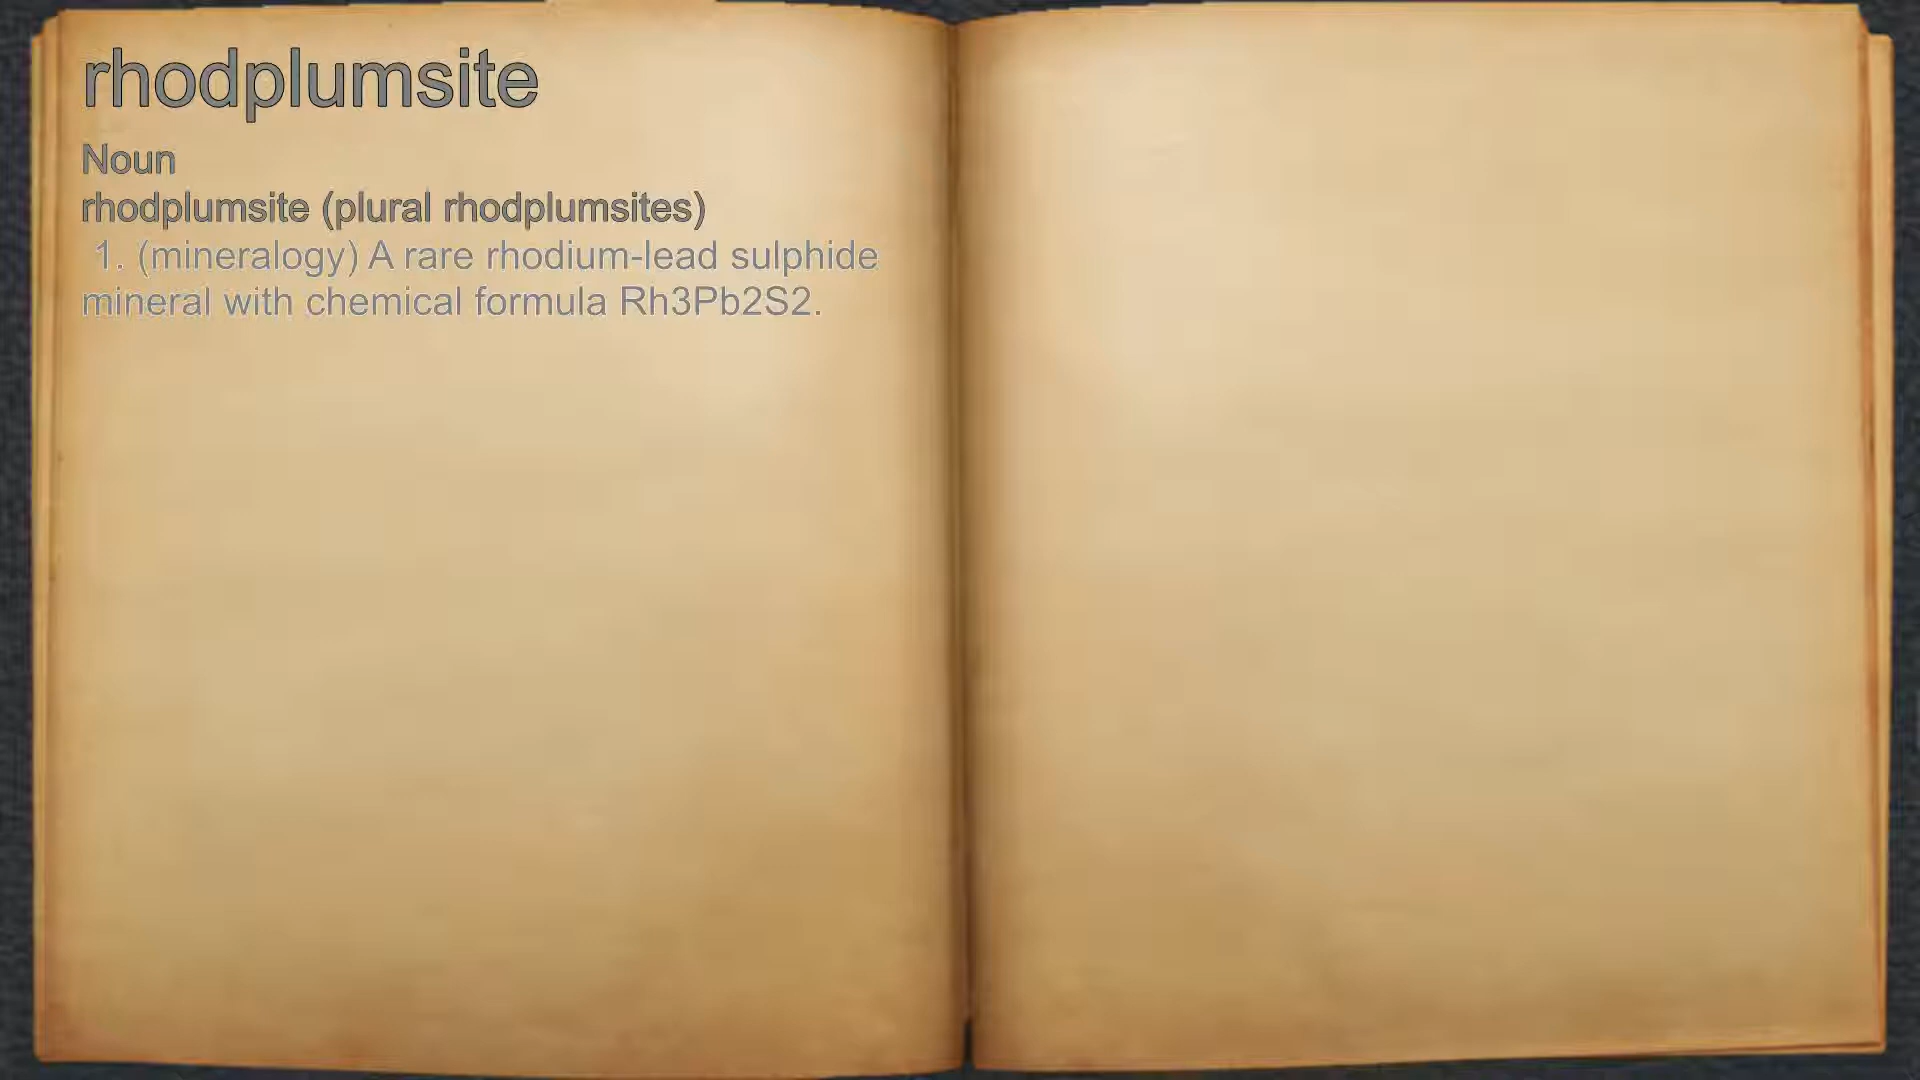 rhodplumsite
Noun
rhodplumsite (plural rhodplumsites)
1. (mineralogy) A rare rhodium-lead sulphide
mineral with chemical formula Rh3Pb2S2.